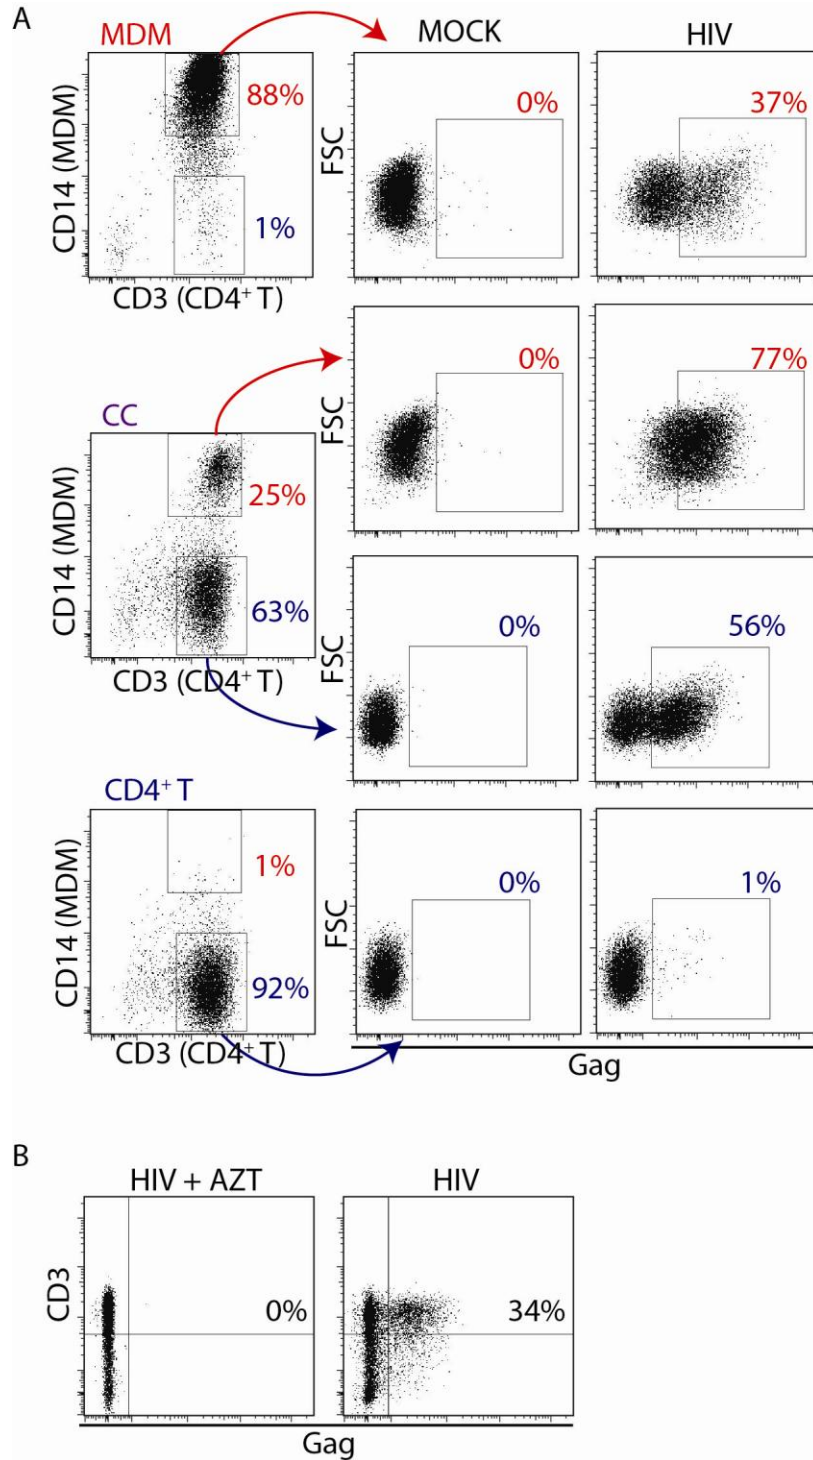 A
MDM
MOCK
HIV
CD14 (MDM)
88%
1%
CD3 (CD4⁺ T)
FSC
0%
37%
CC
CD14 (MDM)
25%
63%
CD3 (CD4⁺ T)
FSC
0%
77%
FSC
0%
56%
CD4⁺ T
CD14 (MDM)
1%
92%
CD3 (CD4⁺ T)
FSC
0%
1%
Gag
B
HIV + AZT
HIV
CD3
0%
34%
Gag